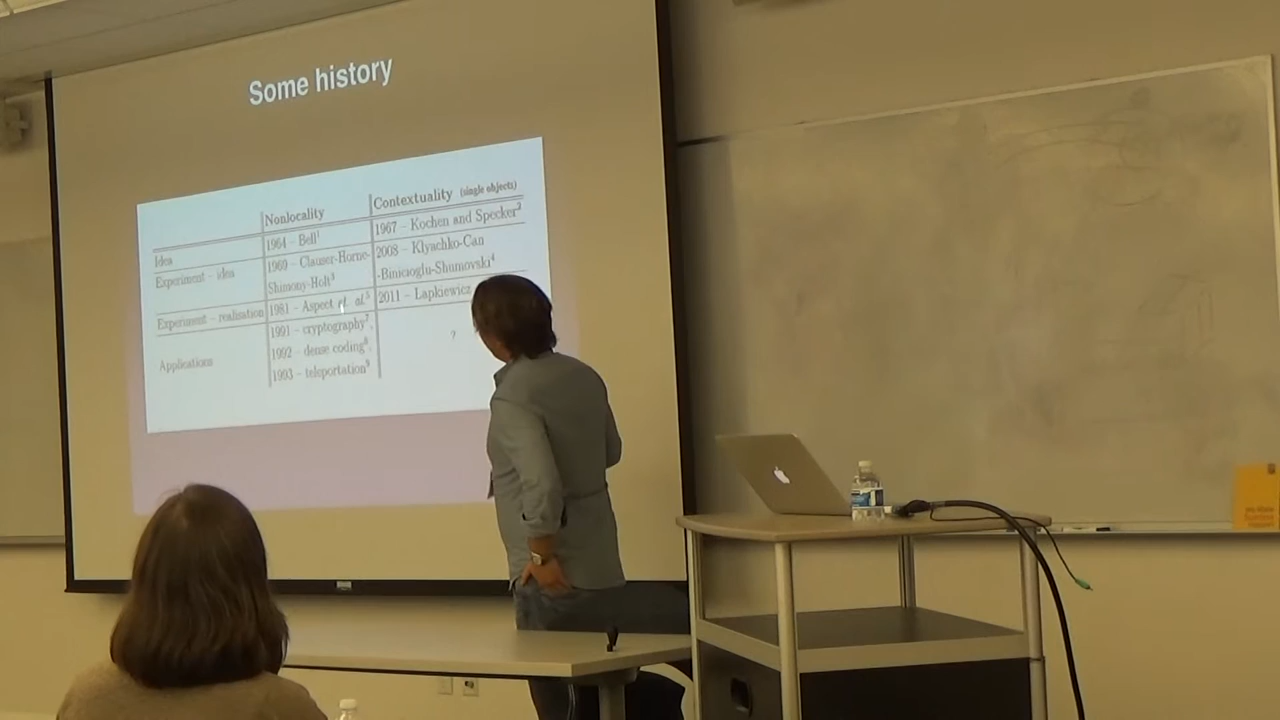 Some history
Nonlocality Contextuality (single objects)
Idea 1964 – Bell¹ 1967 – Kochen and Specker²
Experiment – idea 1969 – Clauser-Horne- 2008 – Klyachko-Can
Shimony-Holt³ -Binicioglu-Shumovski⁴
Experiment – realisation 1981 – Aspect et. al⁵ 2011 – Lapkiewicz
1991 – cryptography⁷,
Applications 1992 – dense coding⁸, ?
1993 – teleportation⁹